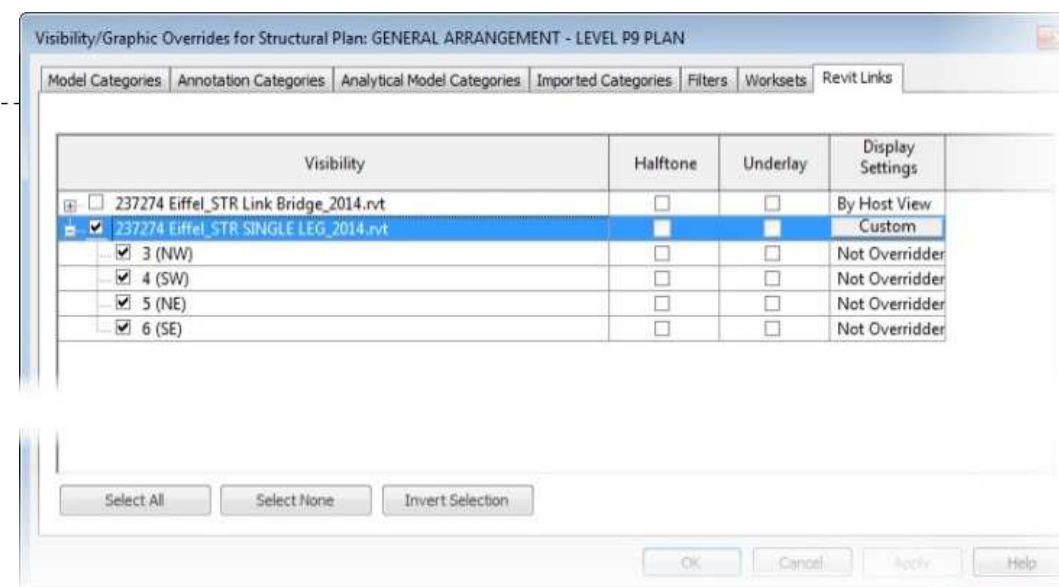 Visibility/Graphic Overrides for Structural Plan: GENERAL ARRANGEMENT - LEVEL P9 PLAN
Model Categories Annotation Categories Analytical Model Categories Imported Categories Filters Worksets Revit Links
Visibility Halftone Underlay Display Settings
237274 Eiffel_STR Link Bridge_2014.rvt By Host View
237274 Eiffel_STR SINGLE LEG_2014.rvt Custom
3 (NW) Not Overridden
4 (SW) Not Overridden
5 (NE) Not Overridden
6 (SE) Not Overridden
Select All Select None Invert Selection
OK Cancel Apply Help